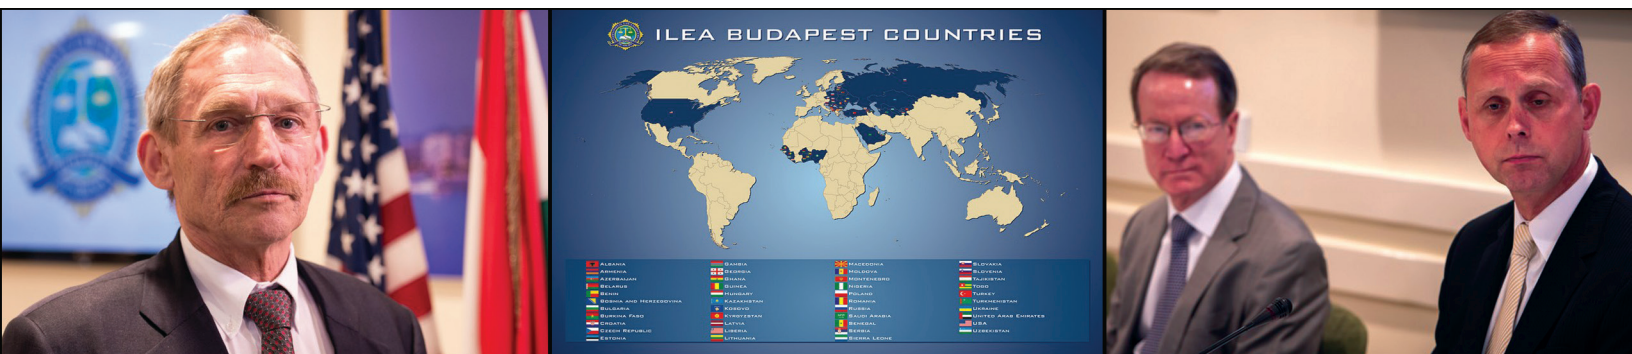 ILEA BUDAPEST COUNTRIES
ALBANIA
ARMENIA
AZERBAIJAN
BELARUS
BENIN
BOSNIA AND HERZEGOVINA
BULGARIA
BURKINA FASO
CROATIA
CZECH REPUBLIC
ESTONIA
GAMBIA
GEORGIA
GHANA
GUINEA
HUNGARY
KAZAKHSTAN
KOSOVO
KYRGYZSTAN
LATVIA
LIBERIA
LITHUANIA
MACEDONIA
MOLDOVA
MONTENEGRO
NIGERIA
POLAND
ROMANIA
RUSSIA
SAUDI ARABIA
SENEGAL
SERBIA
SIERRA LEONE
SLOVAKIA
SLOVENIA
TAJIKISTAN
TOGO
TURKEY
TURKMENISTAN
UKRAINE
UNITED ARAB EMIRATES
USA
UZBEKISTAN